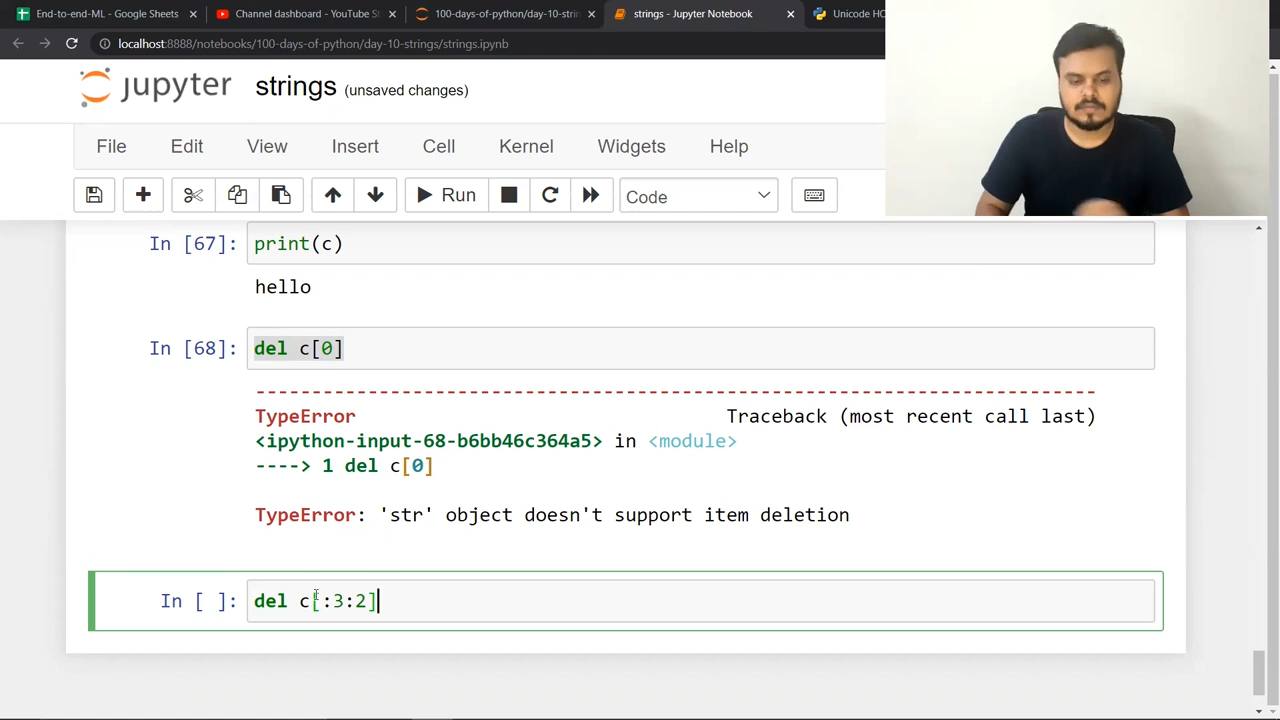 End-to-end-ML - Google Sheets
Channel dashboard - YouTube St
100-days-of-python/day-10-strin
strings - Jupyter Notebook
Unicode HO
localhost:8888/notebooks/100-days-of-python/day-10-strings/strings.ipynb
jupyter strings (unsaved changes)
File Edit View Insert Cell Kernel Widgets Help
Run Code
In [67]: print(c)
hello
In [68]: del c[0]
---------------------------------------------------------------------------
TypeError Traceback (most recent call last)
<ipython-input-68-b6bb46c364a5> in <module>
----> 1 del c[0]
TypeError: 'str' object doesn't support item deletion
In [ ]: del c[:3:2]